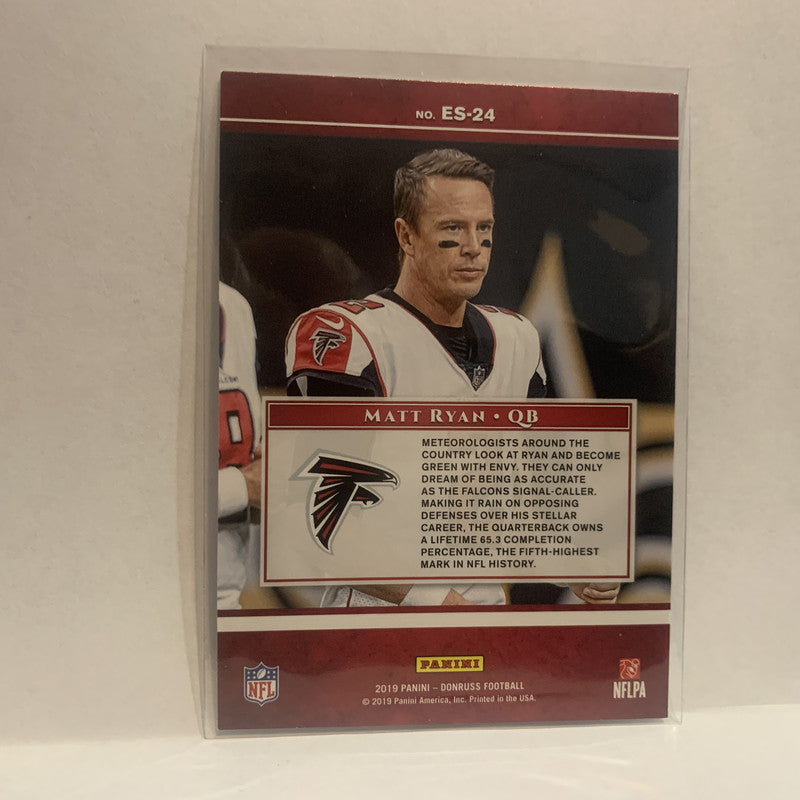 NO. ES-24
MATT RYAN • QB
METEOROLOGISTS AROUND THE
COUNTRY LOOK AT RYAN AND BECOME
GREEN WITH ENVY. THEY CAN ONLY
DREAM OF BEING AS ACCURATE
AS THE FALCONS SIGNAL-CALLER.
MAKING IT RAIN ON OPPOSING
DEFENSES OVER HIS STELLAR
CAREER, THE QUARTERBACK OWNS
A LIFETIME 65.3 COMPLETION
PERCENTAGE, THE FIFTH-HIGHEST
MARK IN NFL HISTORY.
PANINI
NFL
2019 PANINI – DONRUSS FOOTBALL
© 2019 Panini America, Inc. Printed in the USA.
NFLPA